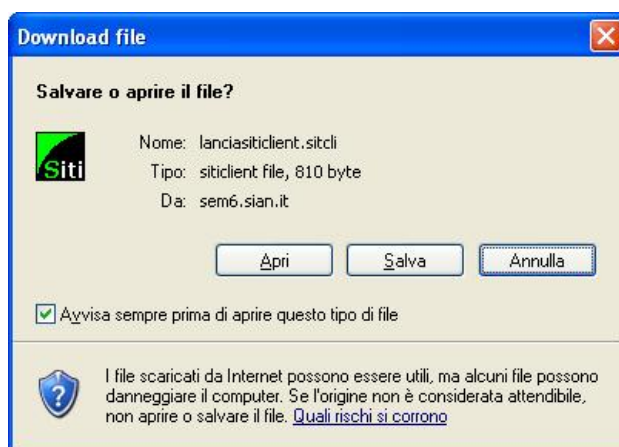 Download file
Salvare o aprire il file?
Siti
Nome: lanciasiticlient.sitcli
Tipo: siticlient file, 810 byte
Da: sem6.sian.it
Apri Salva Annulla
Avvisa sempre prima di aprire questo tipo di file
I file scaricati da Internet possono essere utili, ma alcuni file possono
danneggiare il computer. Se l'origine non è considerata attendibile,
non aprire o salvare il file. Quali rischi si corrono